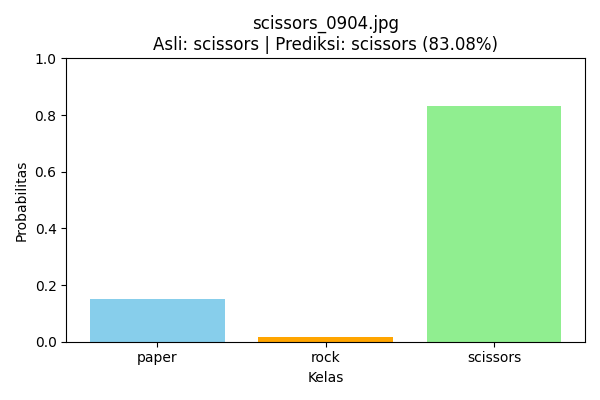 scissors_0904.jpg
Asli: scissors | Prediksi: scissors (83.08%)
1.0
0.8
0.6
0.4
0.2
0.0
Probabilitas
paper rock scissors
Kelas